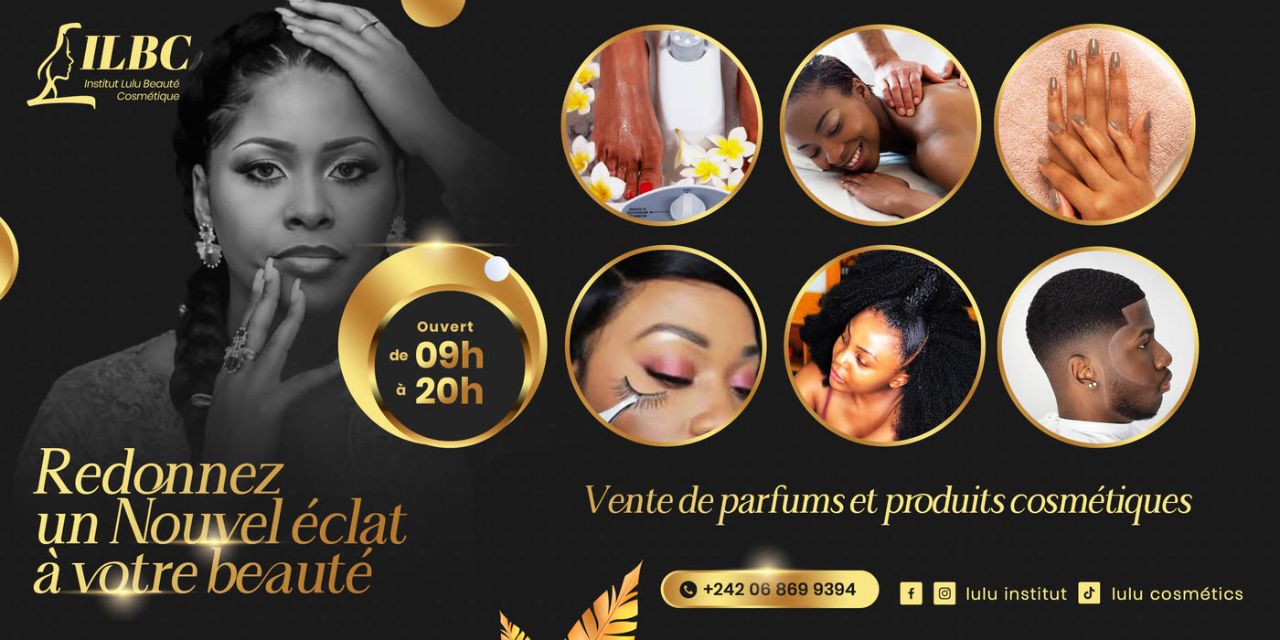 ILBC
Institut Lulu Beauté
Cosmétique
Ouvert
de 09h
à 20h
Redonnez
un Nouvel éclat
à votre beauté
Vente de parfums et produits cosmétiques
+242 06 869 9394
lulu institut
lulu cosmétics